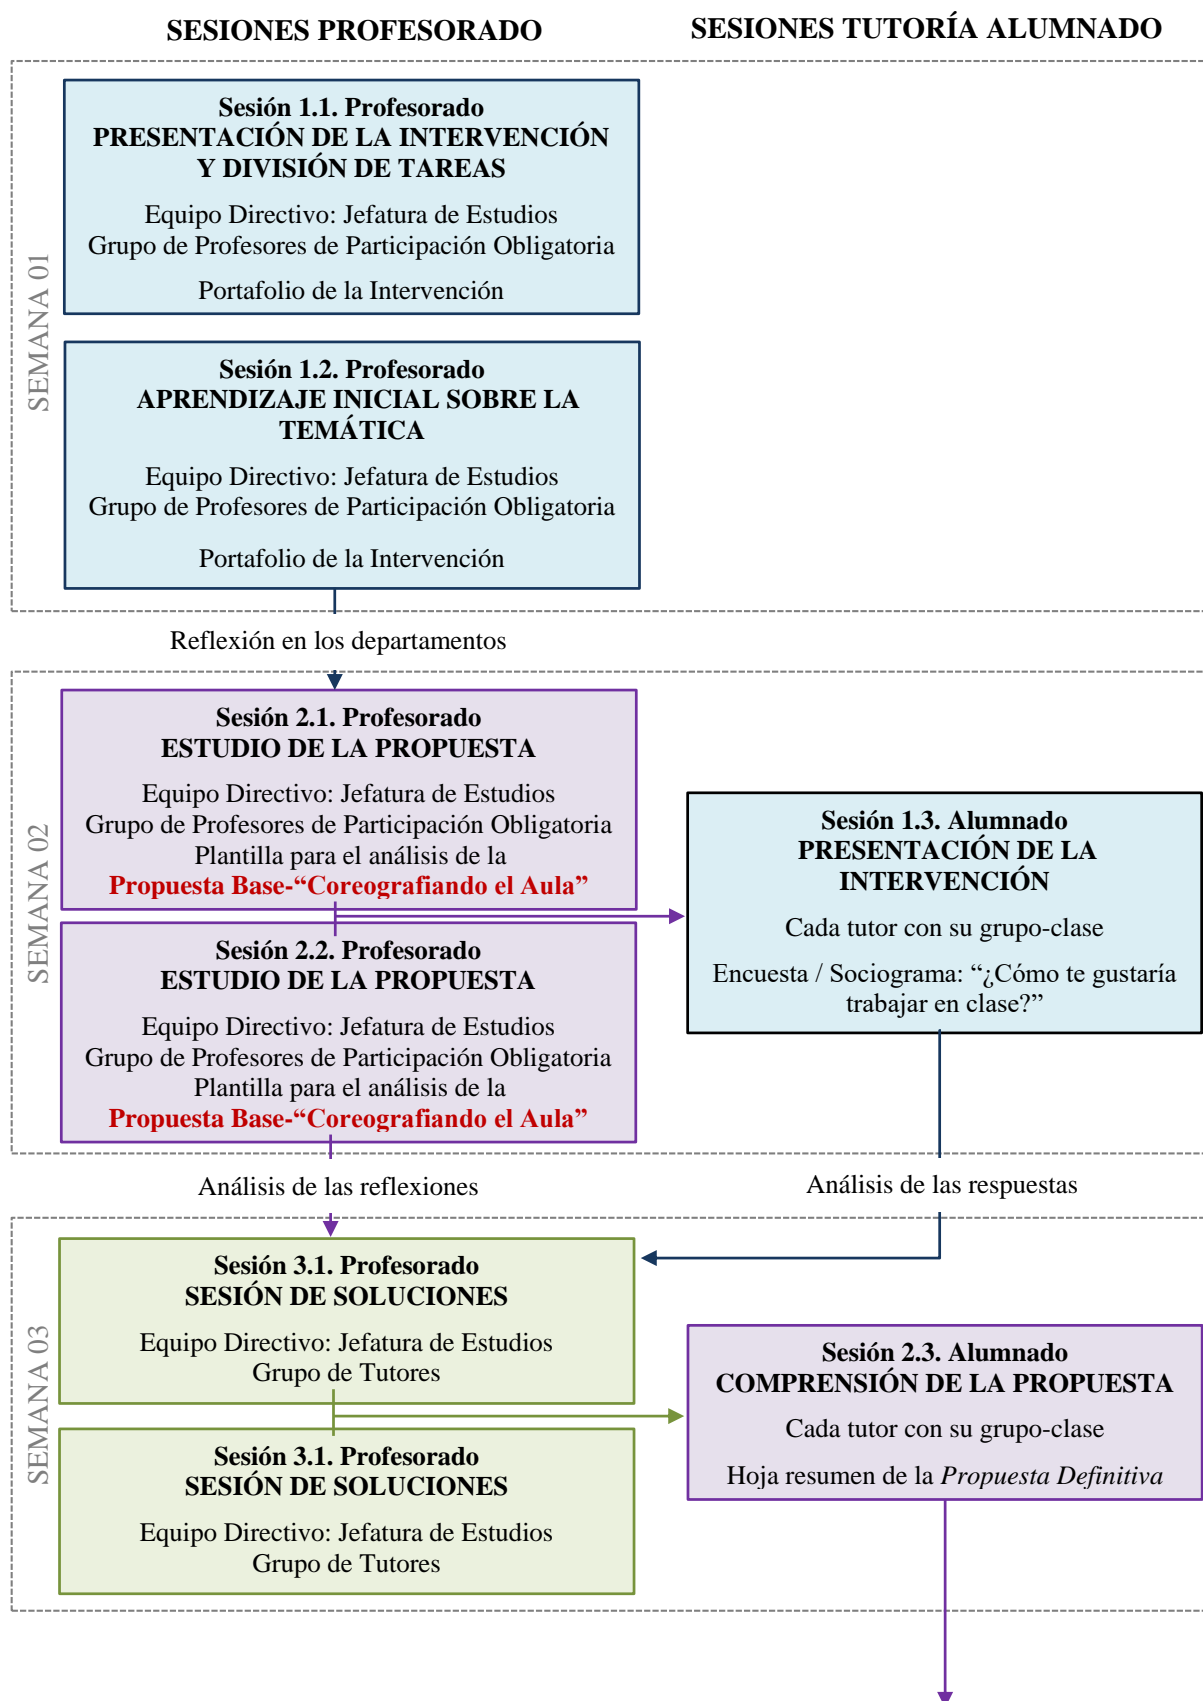 SESIONES PROFESORADO
SESIONES TUTORÍA ALUMNADO
SEMANA 01
Sesión 1.1. Profesorado
PRESENTACIÓN DE LA INTERVENCIÓN
Y DIVISIÓN DE TAREAS
Equipo Directivo: Jefatura de Estudios
Grupo de Profesores de Participación Obligatoria
Portafolio de la Intervención
Sesión 1.2. Profesorado
APRENDIZAJE INICIAL SOBRE LA
TEMÁTICA
Equipo Directivo: Jefatura de Estudios
Grupo de Profesores de Participación Obligatoria
Portafolio de la Intervención
Reflexión en los departamentos
SEMANA 02
Sesión 2.1. Profesorado
ESTUDIO DE LA PROPUESTA
Equipo Directivo: Jefatura de Estudios
Grupo de Profesores de Participación Obligatoria
Plantilla para el análisis de la
Propuesta Base-“Coreografiando el Aula”
Sesión 2.2. Profesorado
ESTUDIO DE LA PROPUESTA
Equipo Directivo: Jefatura de Estudios
Grupo de Profesores de Participación Obligatoria
Plantilla para el análisis de la
Propuesta Base-“Coreografiando el Aula”
Sesión 1.3. Alumnado
PRESENTACIÓN DE LA
INTERVENCIÓN
Cada tutor con su grupo-clase
Encuesta / Sociograma: “¿Cómo te gustaría
trabajar en clase?”
Análisis de las reflexiones
Análisis de las respuestas
SEMANA 03
Sesión 3.1. Profesorado
SESIÓN DE SOLUCIONES
Equipo Directivo: Jefatura de Estudios
Grupo de Tutores
Sesión 3.1. Profesorado
SESIÓN DE SOLUCIONES
Equipo Directivo: Jefatura de Estudios
Grupo de Tutores
Sesión 2.3. Alumnado
COMPRENSIÓN DE LA PROPUESTA
Cada tutor con su grupo-clase
Hoja resumen de la Propuesta Definitiva